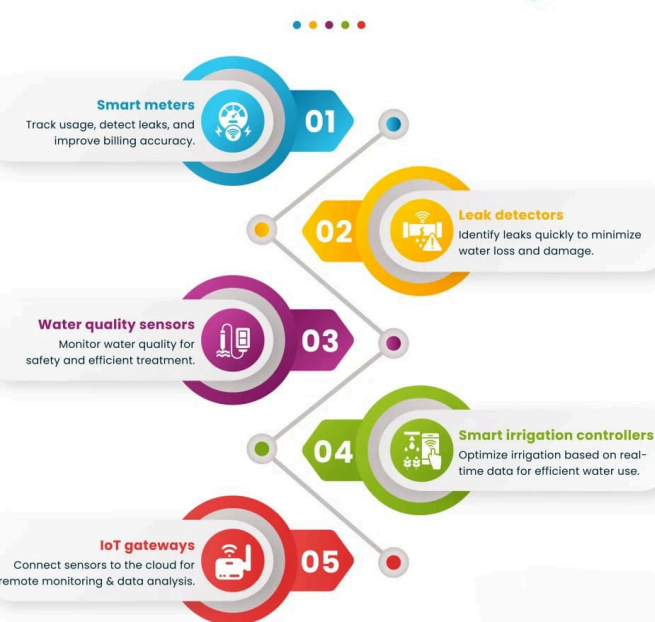 Smart meters
Track usage, detect leaks, and
improve billing accuracy.
01
02
Leak detectors
Identify leaks quickly to minimize
water loss and damage.
Water quality sensors
Monitor water quality for
safety and efficient treatment.
03
04
Smart irrigation controllers
Optimize irrigation based on real-
time data for efficient water use.
IoT gateways
Connect sensors to the cloud for
remote monitoring & data analysis.
05